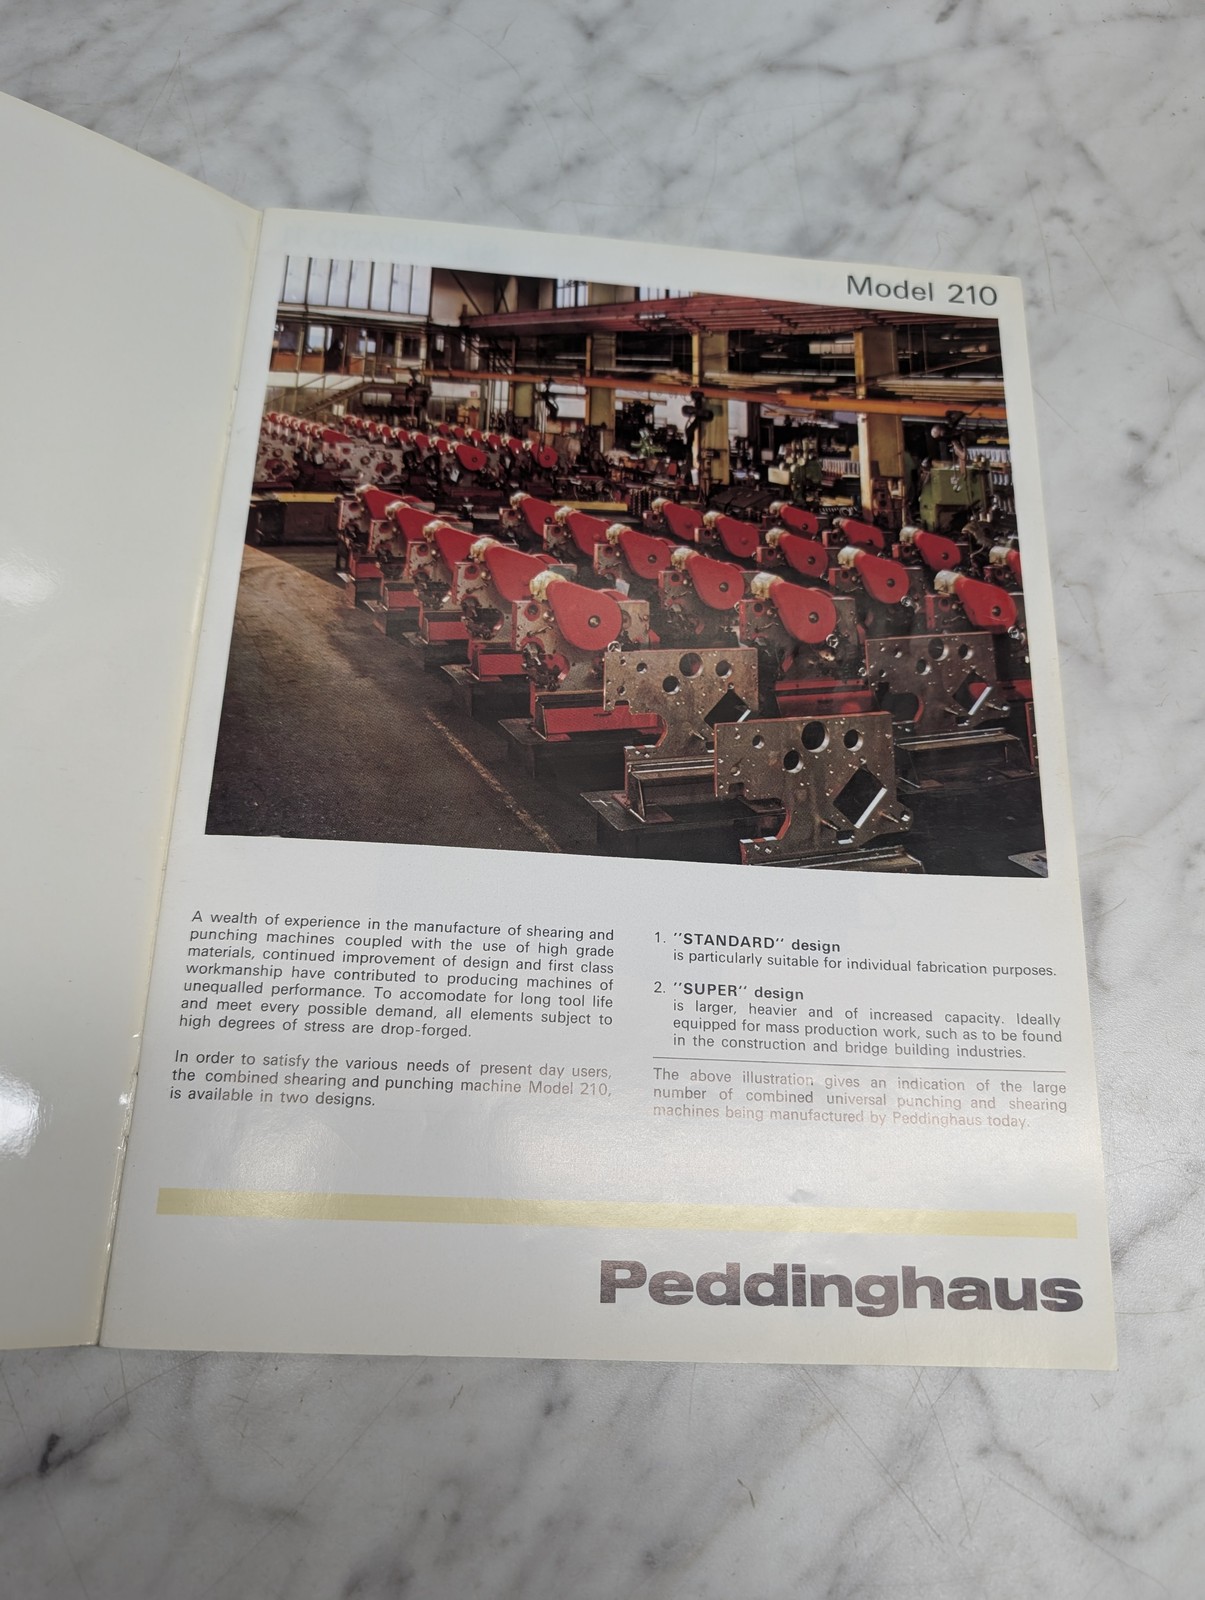 Model 210
A wealth of experience in the manufacture of shearing and
punching machines coupled with the use of high grade
materials, continued improvement of design and first class
workmanship have contributed to producing machines of
unequalled performance. To accomodate for long tool life
and meet every possible demand, all elements subject to
high degrees of stress are drop-forged.
In order to satisfy the various needs of present day users,
the combined shearing and punching machine Model 210,
is available in two designs.
1. "STANDARD" design
is particularly suitable for individual fabrication purposes.
2. "SUPER" design
is larger, heavier and of increased capacity. Ideally
equipped for mass production work, such as to be found
in the construction and bridge building industries.
The above illustration gives an indication of the large
number of combined universal punching and shearing
machines being manufactured by Peddinghaus today.
Peddinghaus